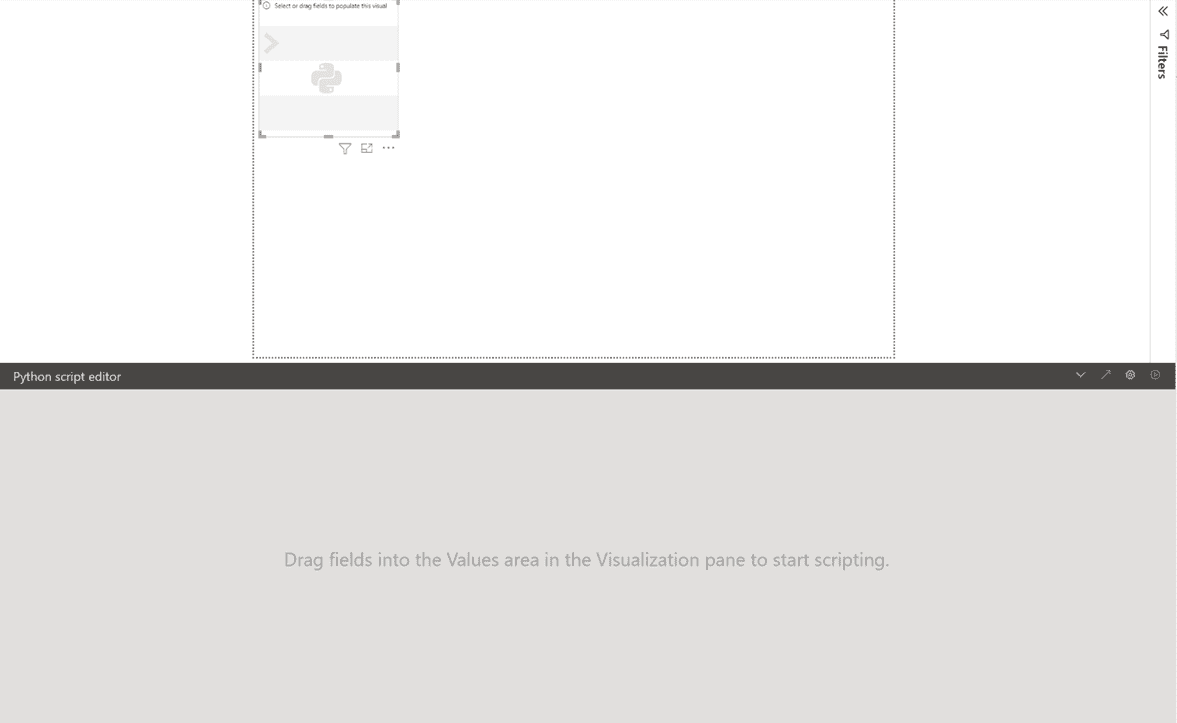 Select or drag fields to populate this visual
Filters
Python script editor
Drag fields into the Values area in the Visualization pane to start scripting.